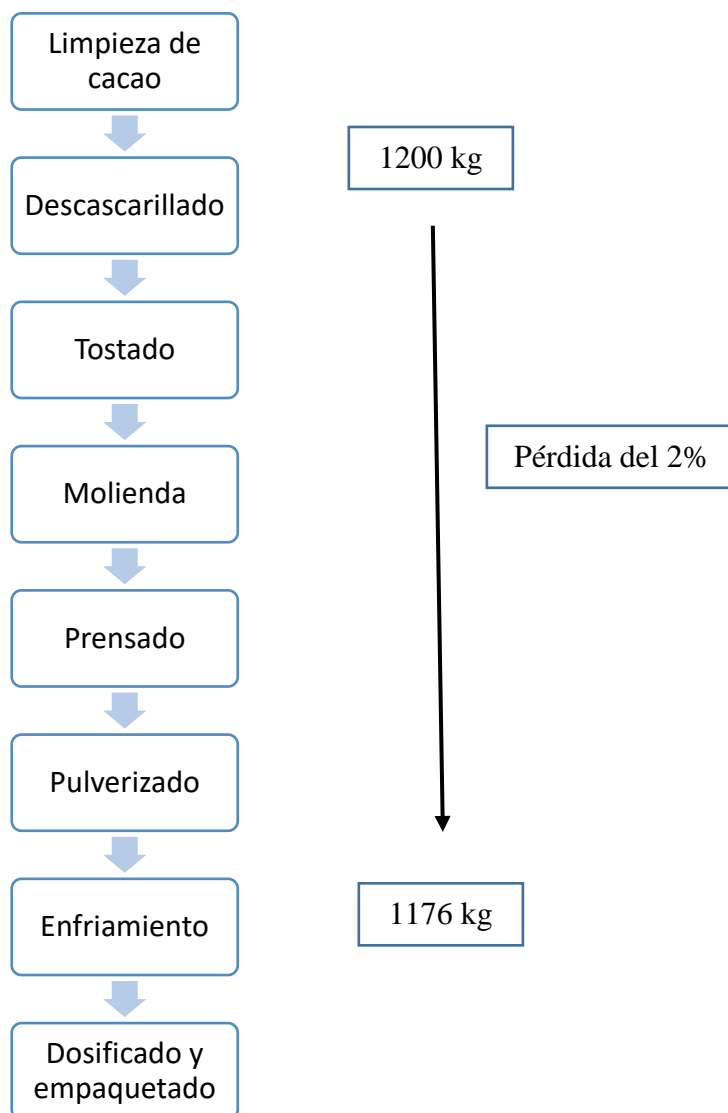 Limpieza de
cacao
1200 kg
Descascarillado
Tostado
Pérdida del 2%
Molienda
Prensado
Pulverizado
1176 kg
Enfriamiento
Dosificado y
empaquetado